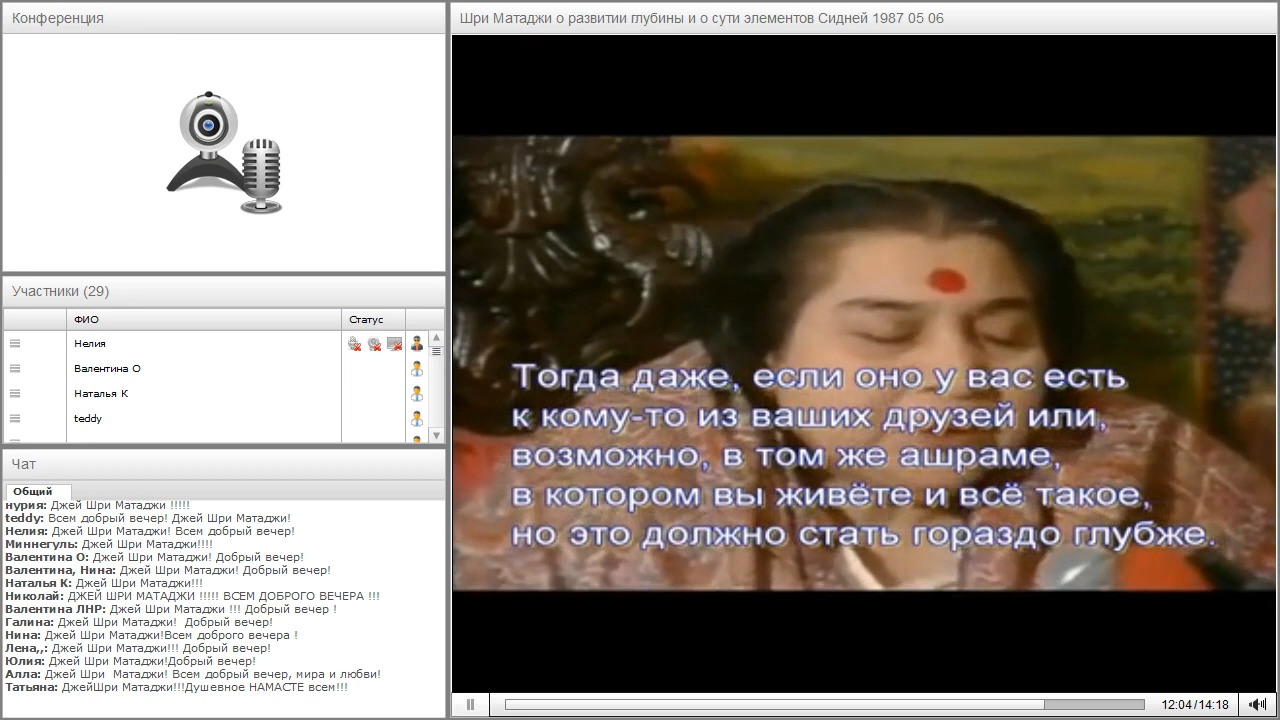 Конференция
Шри Матаджи о развитии глубины и о сути элементов Сидней 1987 05 06
Участники (29)
ФИО
Статус
Нелия
Валентина О
Наталья К
teddy
Чат
Общий
нурия: Джей Шри Матаджи !!!!!
teddy: Всем добрый вечер! Джей Шри Матаджи!
Нелия: Джей Шри Матаджи! Всем добрый вечер!
Миннегуль: Джей Шри Матаджи!!!!
Валентина О: Джей Шри Матаджи! Добрый вечер!
Валентина, Нина: Джей Шри Матаджи! Добрый вечер!
Наталья К: Джей Шри Матаджи!!!
Николай: ДЖЕЙ ШРИ МАТАДЖИ !!!!! ВСЕМ ДОБРОГО ВЕЧЕРА !!!
Валентина ЛНР: Джей Шри Матаджи !!! Добрый вечер !
Галина: Джей Шри Матаджи!  Добрый вечер!
Нина: Джей Шри Матаджи!Всем доброго вечера !
Лена,,: Джей Шри Матаджи!!! Добрый вечер!
Юлия: Джей Шри Матаджи!Добрый вечер!
Алла: Джей Шри  Матаджи! Всем добрый вечер, мира и любви!
Татьяна: ДжейШри Матаджи!!!Душевное НАМАСТЕ всем!!!
Тогда даже, если оно у вас есть
к кому-то из ваших друзей или,
возможно, в том же ашраме,
в котором вы живёте и всё такое,
но это должно стать гораздо глубже.
12:04/14:18